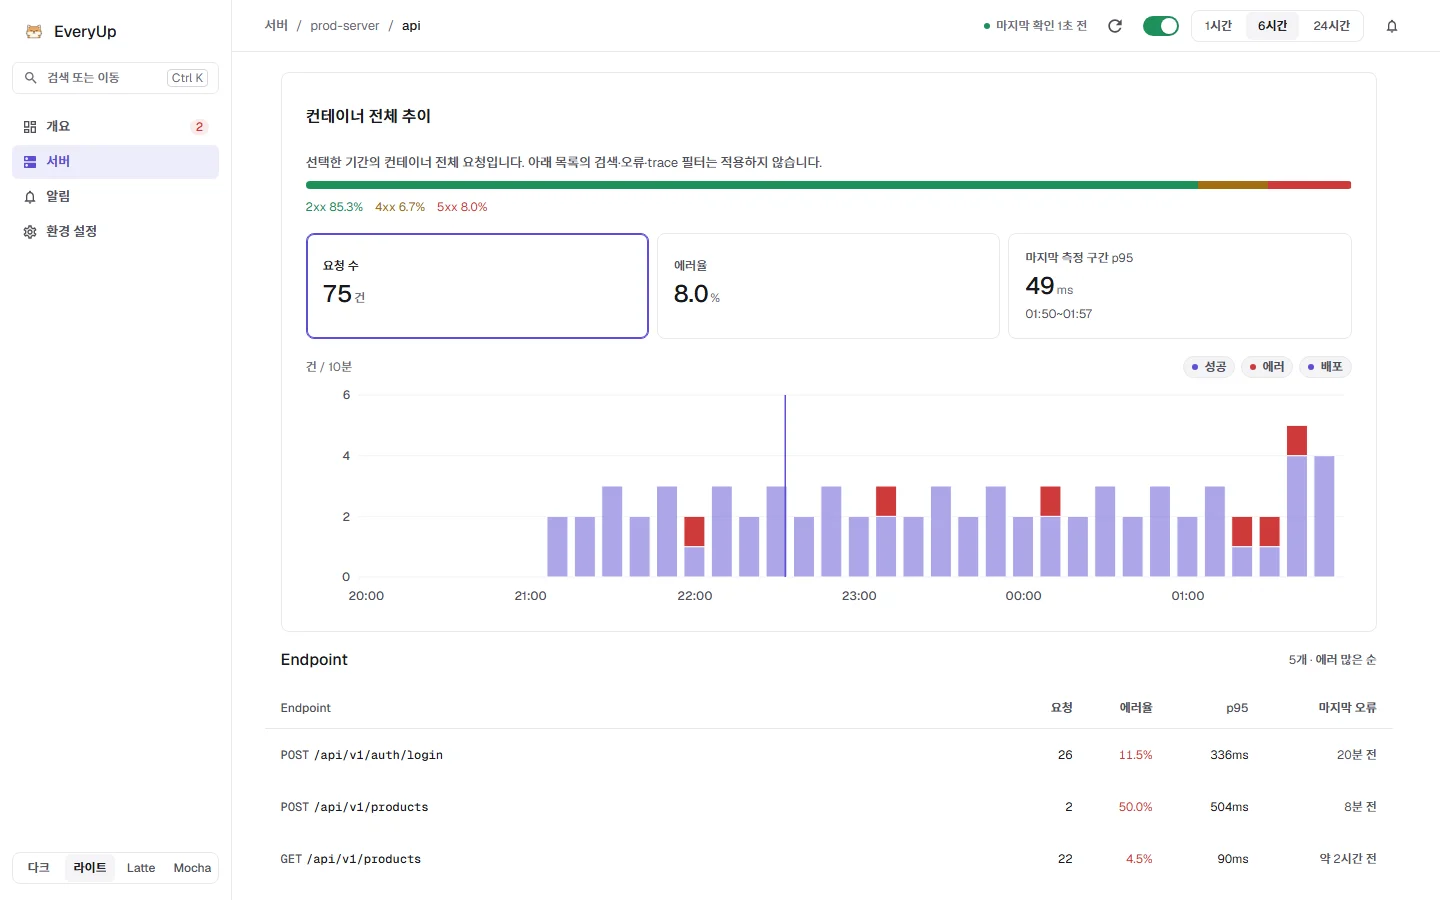 EveryUp
검색 또는 이동 Ctrl K
개요 2
서버
알림
환경 설정
다크 라이트 Latte Mocha
서버 / prod-server / api
마지막 확인 1초 전 1시간 6시간 24시간
컨테이너 전체 추이
선택한 기간의 컨테이너 전체 요청입니다. 아래 목록의 검색·오류·trace 필터는 적용하지 않습니다.
2xx 85.3% 4xx 6.7% 5xx 8.0%
요청 수
75 건
에러율
8.0 %
마지막 측정 구간 p95
49 ms
01:50~01:57
건 / 10분 성공 에러 배포
6
4
2
0
20:00 21:00 22:00 23:00 00:00 01:00
Endpoint 5개 · 에러 많은 순
Endpoint 요청 에러율 p95 마지막 오류
POST /api/v1/auth/login 26 11.5% 336ms 20분 전
POST /api/v1/products 2 50.0% 504ms 8분 전
GET /api/v1/products 22 4.5% 90ms 약 2시간 전